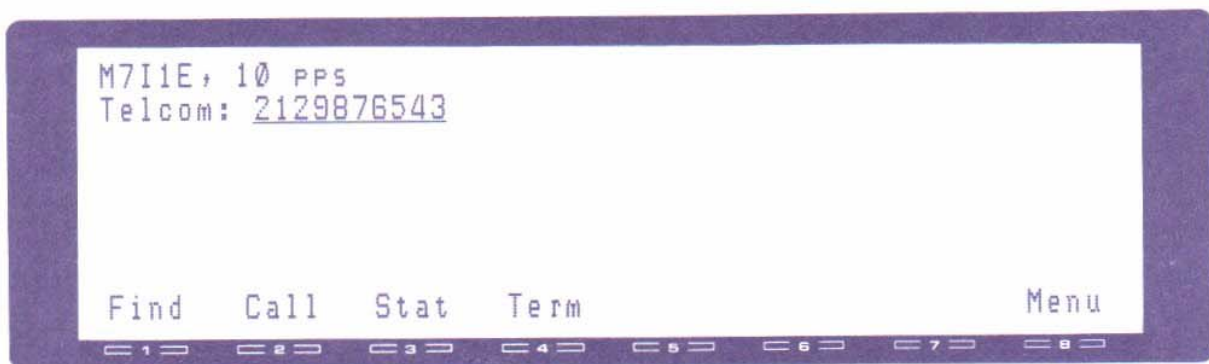 M7I1E, 10 pps
Telcom: 2129876543
Find Call Stat Term Menu
1 2 3 4 5 6 7 8